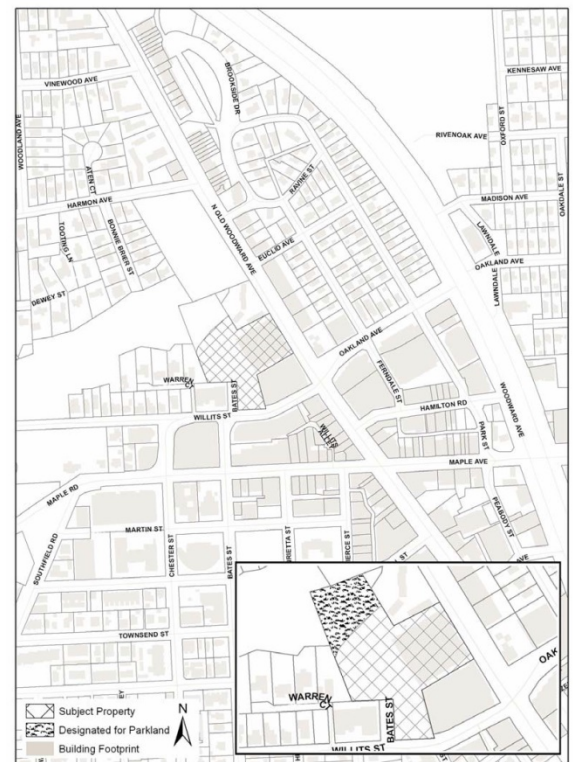 VINEWOOD AVE
WOODLAND AVE
ATEN CT
HARMON AVE
TOOTING LN
BONNIE BRIER ST
DEWEY ST
BROOKSIDE DR
RAVINE ST
N OLD WOODWARD AVE
EUCLID AVE
KENNESAW AVE
RIVENOAK AVE
OXFORD ST
OAKDALE ST
MADISON AVE
LAWNDALE
OAKLAND AVE
LAWNDALE
OAKLAND AVE
FERNDALE ST
WOODWARD AVE
HAMILTON RD
PARK ST
WARREN CT
BATES ST
WILLITS ST
WILLITS ALLEY
MAPLE AVE
MAPLE RD
PEABODY ST
SOUTHFIELD RD
MARTIN ST
CHESTER ST
BATES ST
RIETTA ST
ERCE ST
ST
AVE
TOWNSEND ST
LEY
Subject Property
Designated for Parkland
Building Footprint
N
WARREN CT
BATES ST
WILLITS ST
OAK